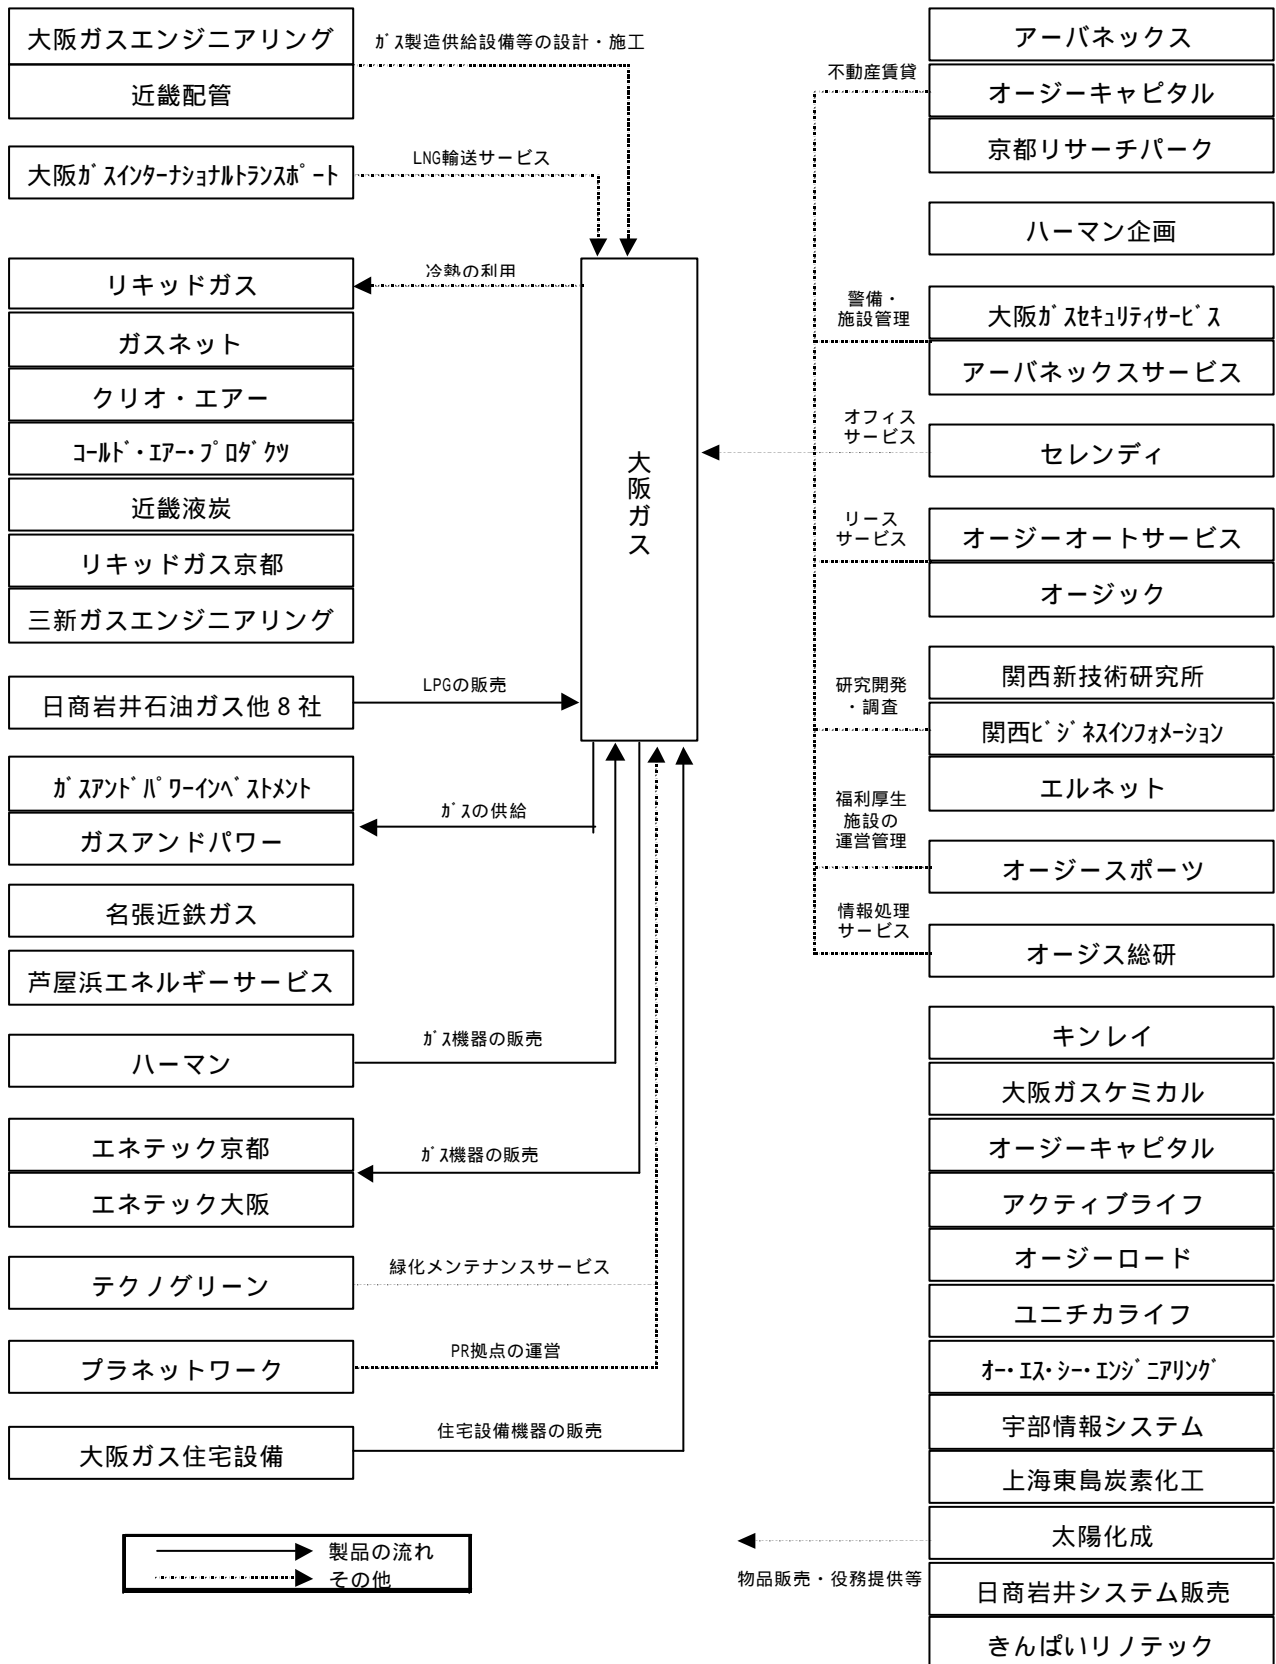 大阪ガスエンジニアリング
近畿配管
ｶﾞｽ製造供給設備等の設計・施工
大阪ｶﾞｽｲﾝﾀｰﾅｼｮﾅﾙﾄﾗﾝｽﾎﾟｰﾄ
LNG輸送サービス
リキッドガス
冷熱の利用
ガスネット
クリオ・エアー
ｺｰﾙﾄﾞ・ｴｱｰ・ﾌﾟﾛﾀﾞｸﾂ
近畿液炭
リキッドガス京都
三新ガスエンジニアリング
日商岩井石油ガス他８社
LPGの販売
ｶﾞｽｱﾝﾄﾞﾊﾟﾜｰｲﾝﾍﾞｽﾄﾒﾝﾄ
ガスアンドパワー
ｶﾞｽの供給
名張近鉄ガス
芦屋浜エネルギーサービス
ハーマン
ｶﾞｽ機器の販売
エネテック京都
エネテック大阪
ｶﾞｽ機器の販売
テクノグリーン
緑化メンテナンスサービス
プラネットワーク
PR拠点の運営
大阪ガス住宅設備
住宅設備機器の販売
製品の流れ
その他
大阪ガス
アーバネックス
不動産賃貸
オージーキャピタル
京都リサーチパーク
ハーマン企画
警備・
施設管理
大阪ｶﾞｽｾｷｭﾘﾃｨｻｰﾋﾞｽ
アーバネックスサービス
オフィス
サービス
セレンディ
リース
サービス
オージーオートサービス
オージック
関西新技術研究所
研究開発
・調査
関西ﾋﾞｼﾞﾈｽｲﾝﾌｫﾒｰｼｮﾝ
エルネット
福利厚生
施設の
運営管理
オージースポーツ
情報処理
サービス
オージス総研
キンレイ
大阪ガスケミカル
オージーキャピタル
アクティブライフ
オージーロード
ユニチカライフ
ｵｰ・ｴｽ・ｼｰ・ｴﾝｼﾞﾆｱﾘﾝｸﾞ
宇部情報システム
上海東島炭素化工
太陽化成
物品販売・役務提供等
日商岩井システム販売
きんぱいリノテック